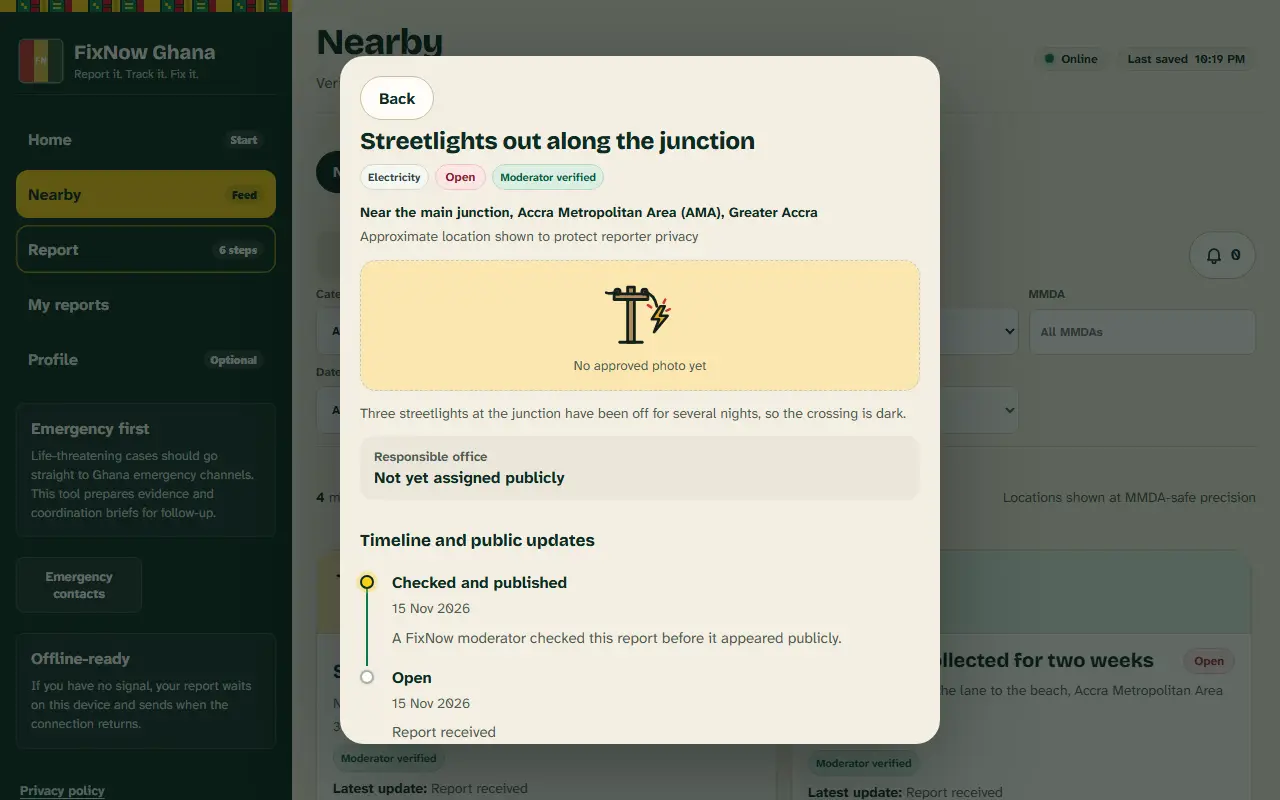 FN
FixNow Ghana
Report it. Track it. Fix it.
Home
Start
Nearby
Feed
Report
6 steps
My reports
Profile
Optional
Emergency first
Life-threatening cases should go
straight to Ghana emergency channels.
This tool prepares evidence and
coordination briefs for follow-up.
Emergency
contacts
Offline-ready
If you have no signal, your report waits
on this device and sends when the
connection returns.
Privacy policy
Nearby
Online
Last saved 10:19 PM
0
MMDA
All MMDAs
4
Locations shown at MMDA-safe precision
Back
Streetlights out along the junction
Electricity
Open
Moderator verified
Near the main junction, Accra Metropolitan Area (AMA), Greater Accra
Approximate location shown to protect reporter privacy
No approved photo yet
Three streetlights at the junction have been off for several nights, so the crossing is dark.
Responsible office
Not yet assigned publicly
Timeline and public updates
Checked and published
15 Nov 2026
A FixNow moderator checked this report before it appeared publicly.
Open
15 Nov 2026
Report received
Moderator verified
Latest update: Report received
for two weeks
Open
lane to the beach, Accra Metropolitan Area
Moderator verified
Latest update: Report received